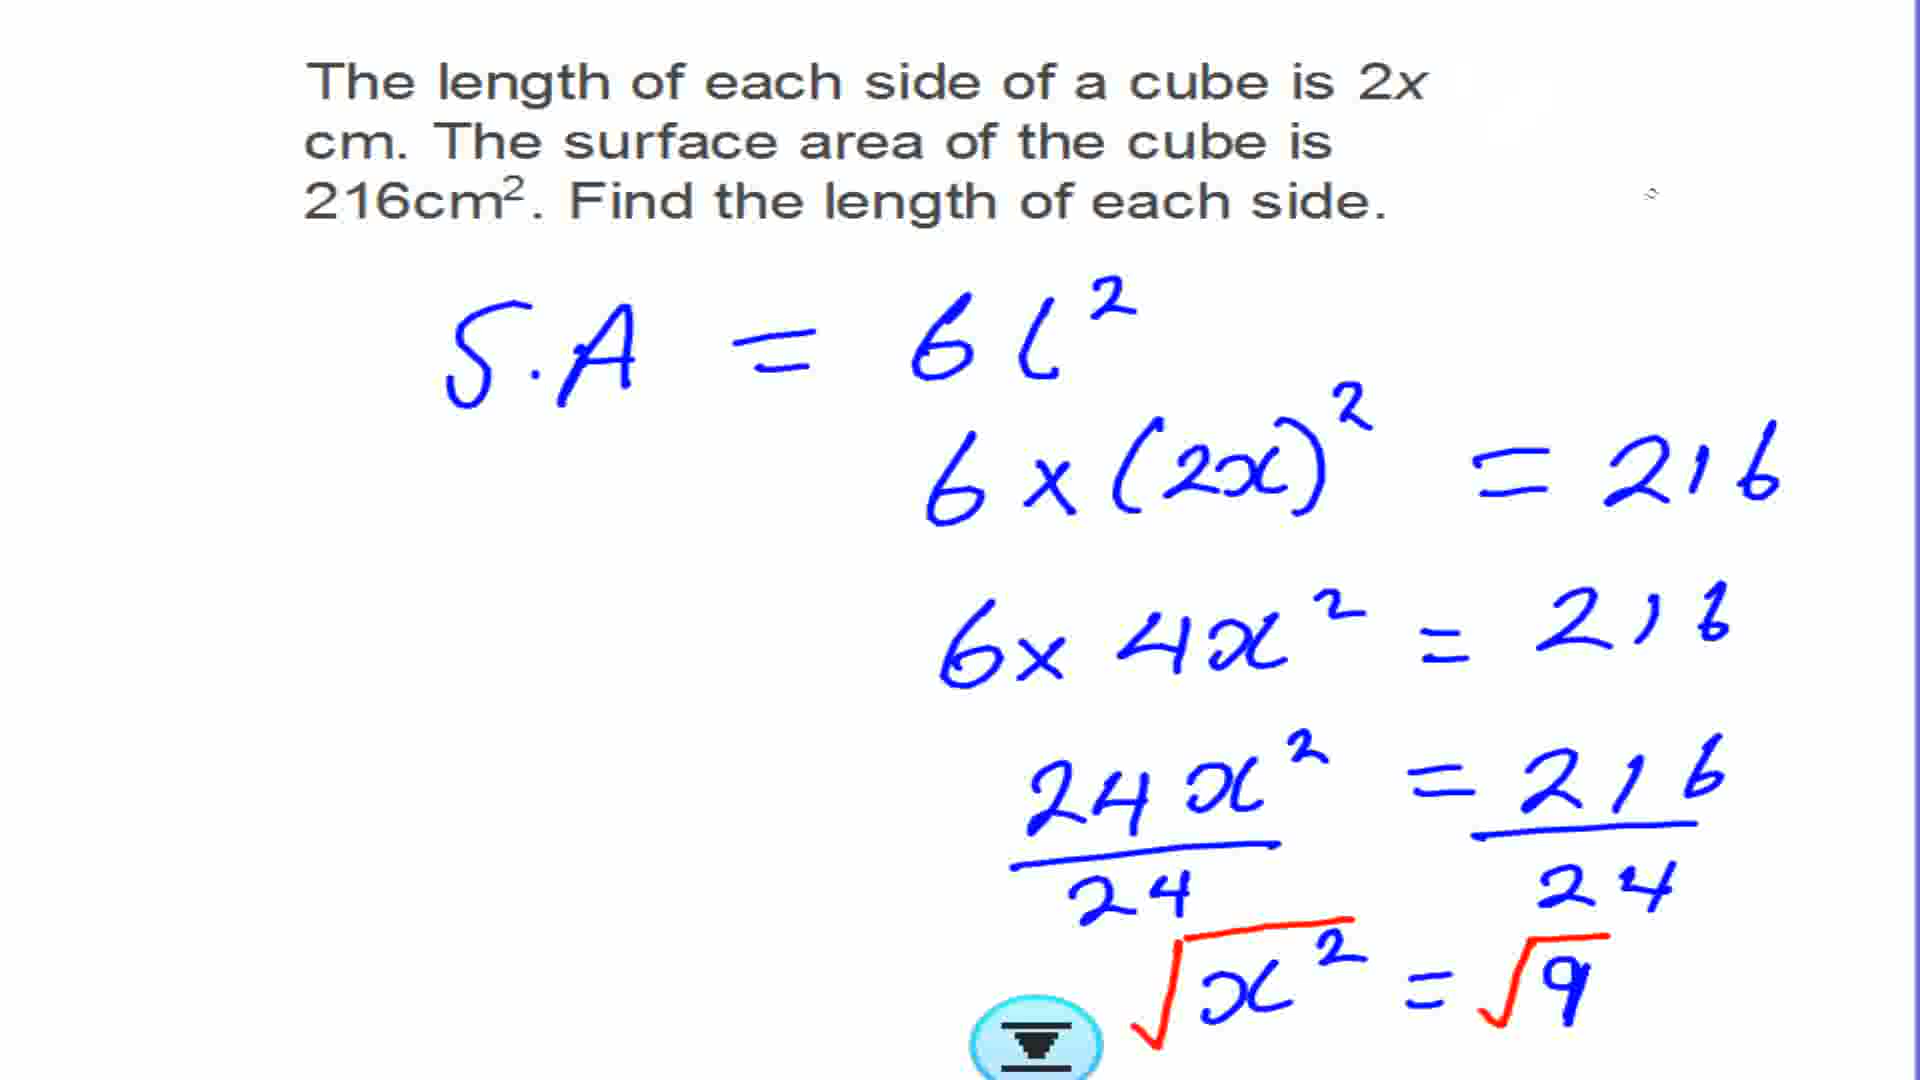 The length of each side of a cube is 2x
cm. The surface area of the cube is
216cm². Find the length of each side.
S.A = 6l²
6 × (2x)² = 216
6 × 4x² = 216
24x² = 216
24 24
√x² = √9